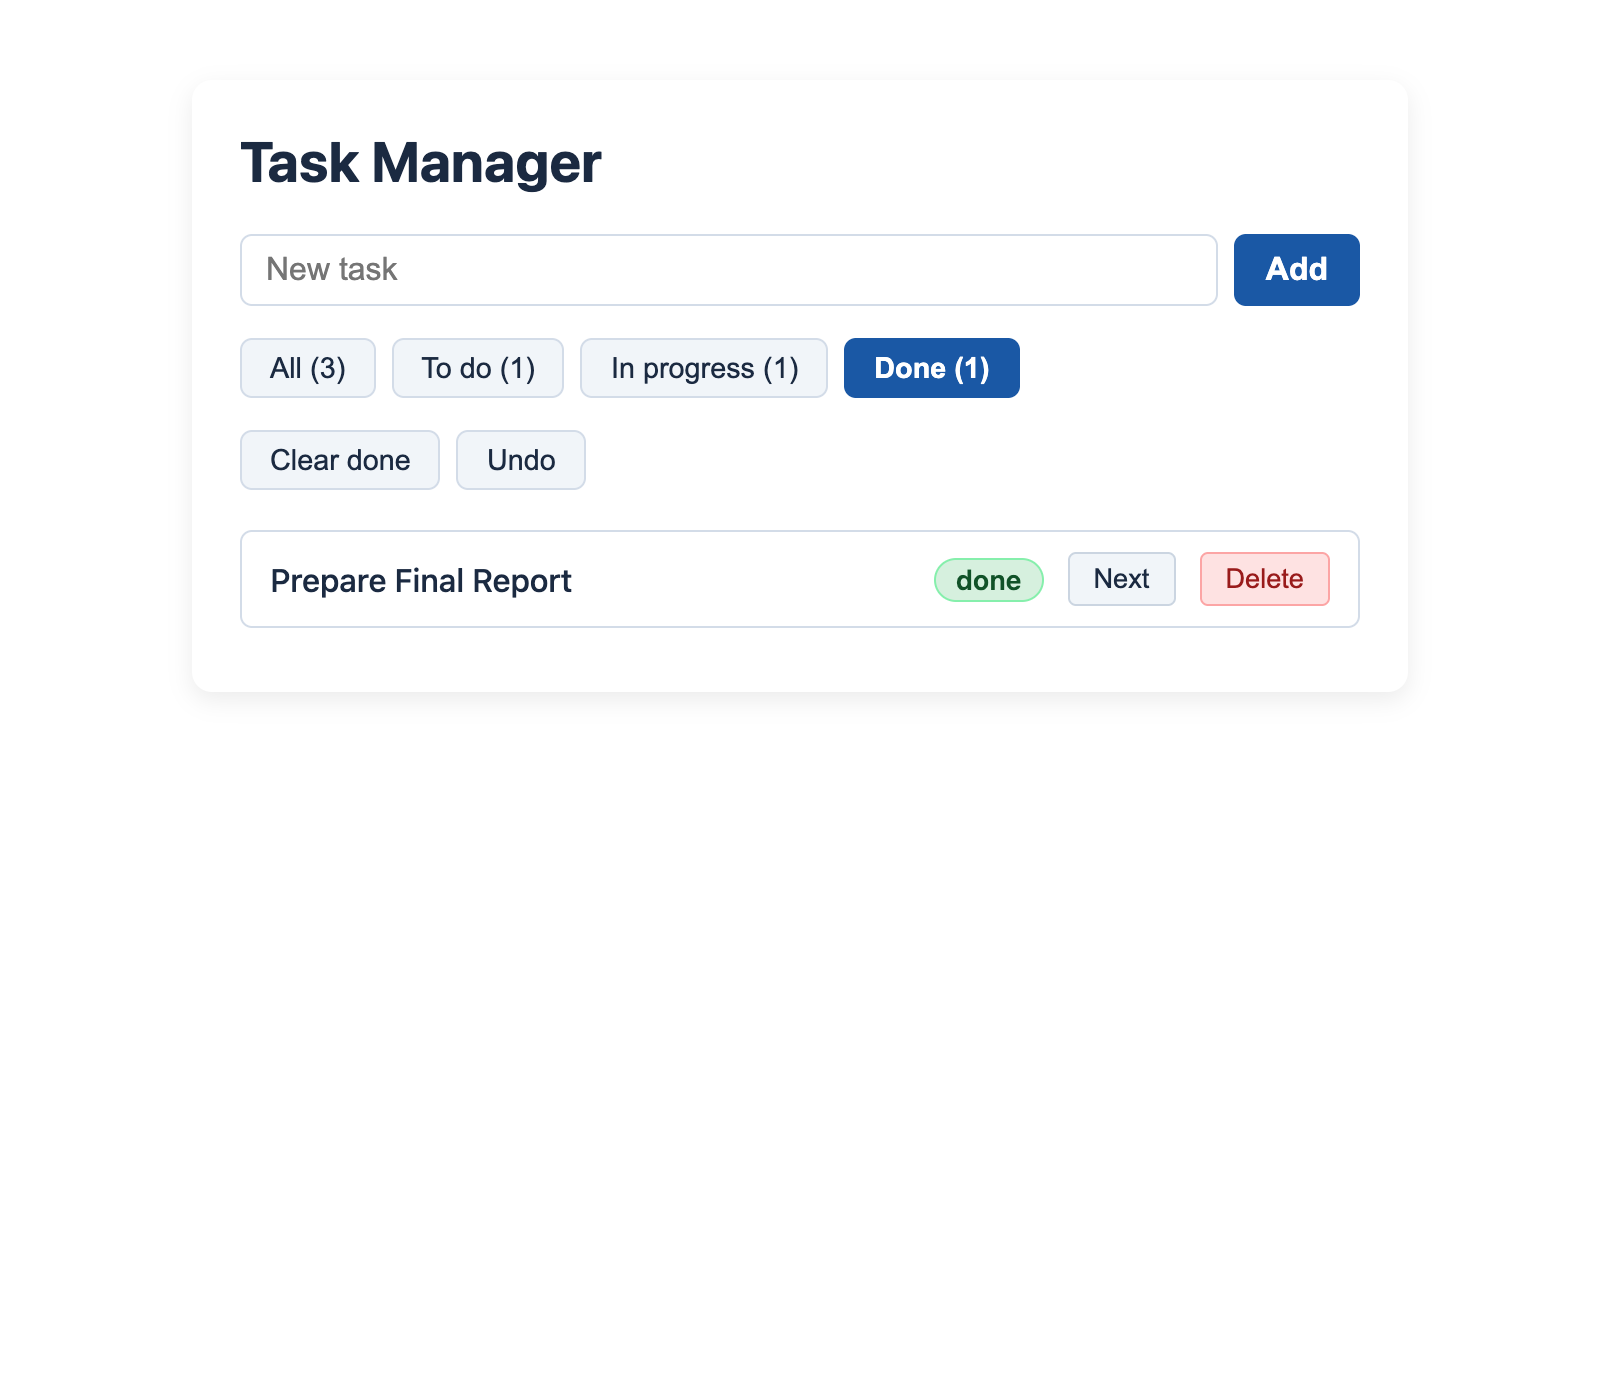 Task Manager
New task Add
All (3) To do (1) In progress (1) Done (1)
Clear done Undo
Prepare Final Report done Next Delete